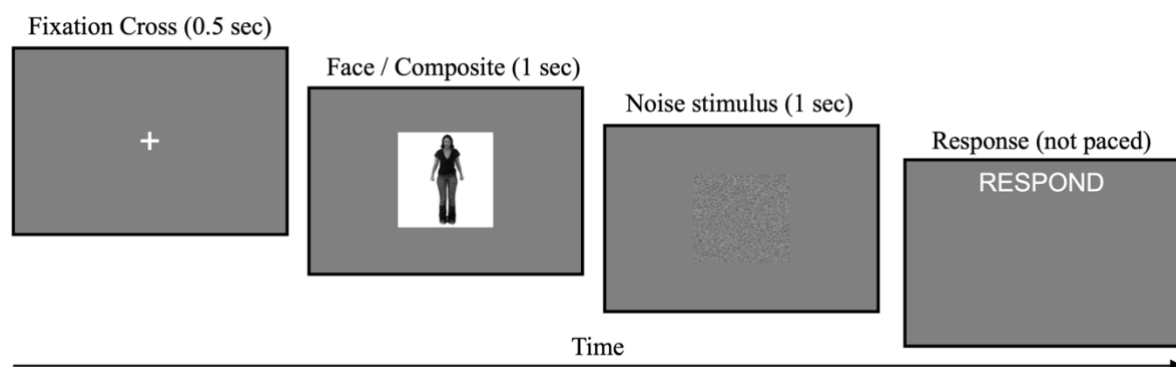 Fixation Cross (0.5 sec)
Face / Composite (1 sec)
Noise stimulus (1 sec)
Response (not paced)
RESPOND
Time